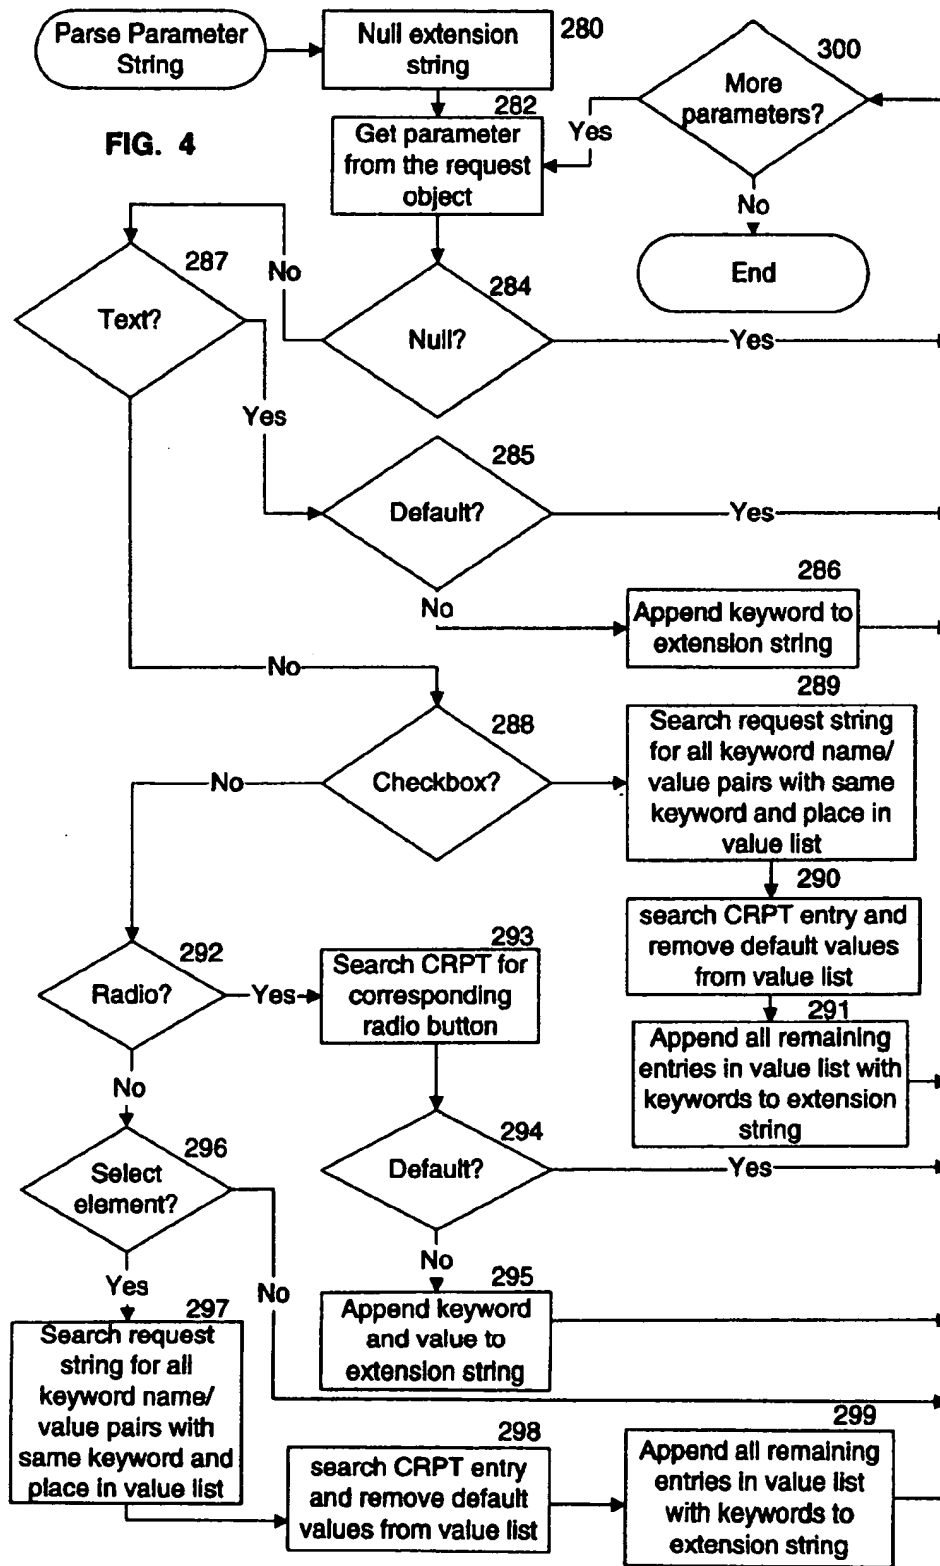 Parse Parameter
String
Null extension
string
280
300
More
parameters?
FIG. 4
282
Get parameter
from the request
object
Yes
No
End
287
Text?
No
284
Null?
Yes
Yes
285
Default?
Yes
No
286
Append keyword to
extension string
No
288
Checkbox?
No
289
Search request string
for all keyword name/
value pairs with same
keyword and place in
value list
290
search CRPT entry and
remove default values
from value list
291
Append all remaining
entries in value list with
keywords to extension
string
292
Radio?
Yes
293
Search CRPT for
corresponding
radio button
No
294
Default?
Yes
296
Select
element?
No
295
Append keyword
and value to
extension string
Yes
No
297
Search request
string for all
keyword name/
value pairs with
same keyword and
place in value list
298
search CRPT entry
and remove default
values from value list
299
Append all remaining
entries in value list
with keywords to
extension string